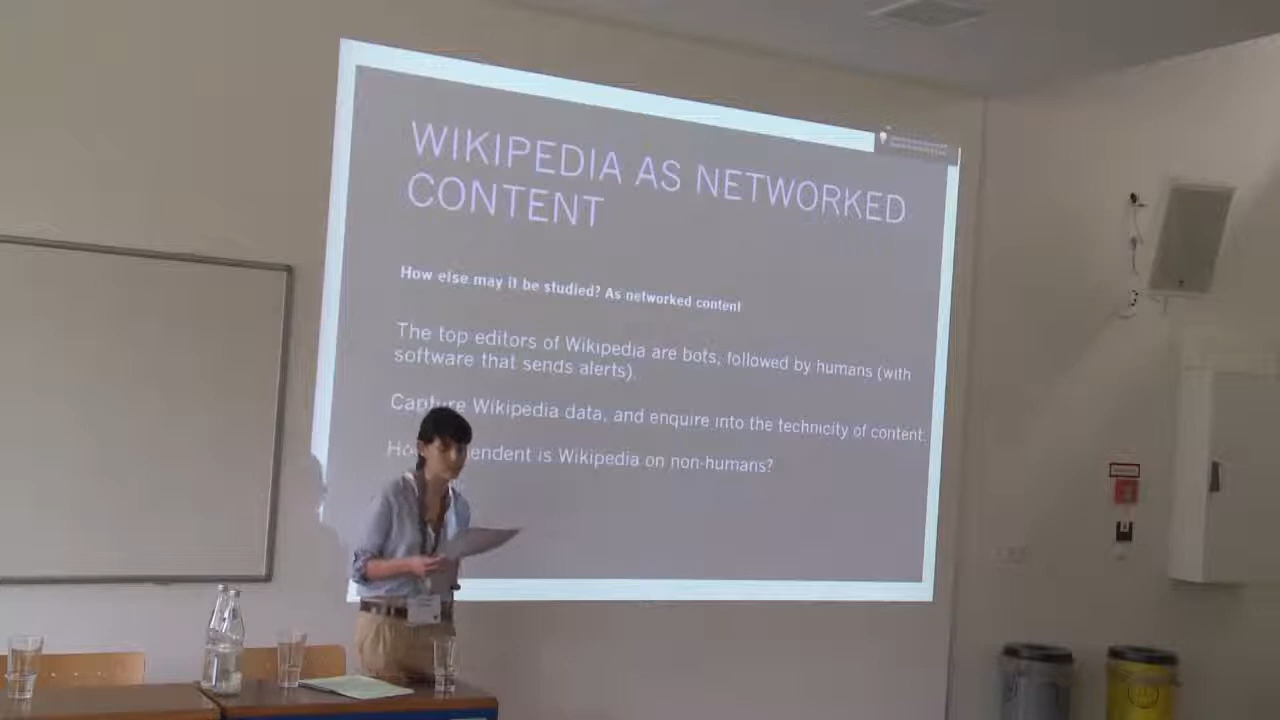 WIKIPEDIA AS NETWORKED
CONTENT
How else may it be studied? As networked content
The top editors of Wikipedia are bots, followed by humans (with
software that sends alerts).
Capture Wikipedia data, and enquire into the technicity of content.
endent is Wikipedia on non-humans?